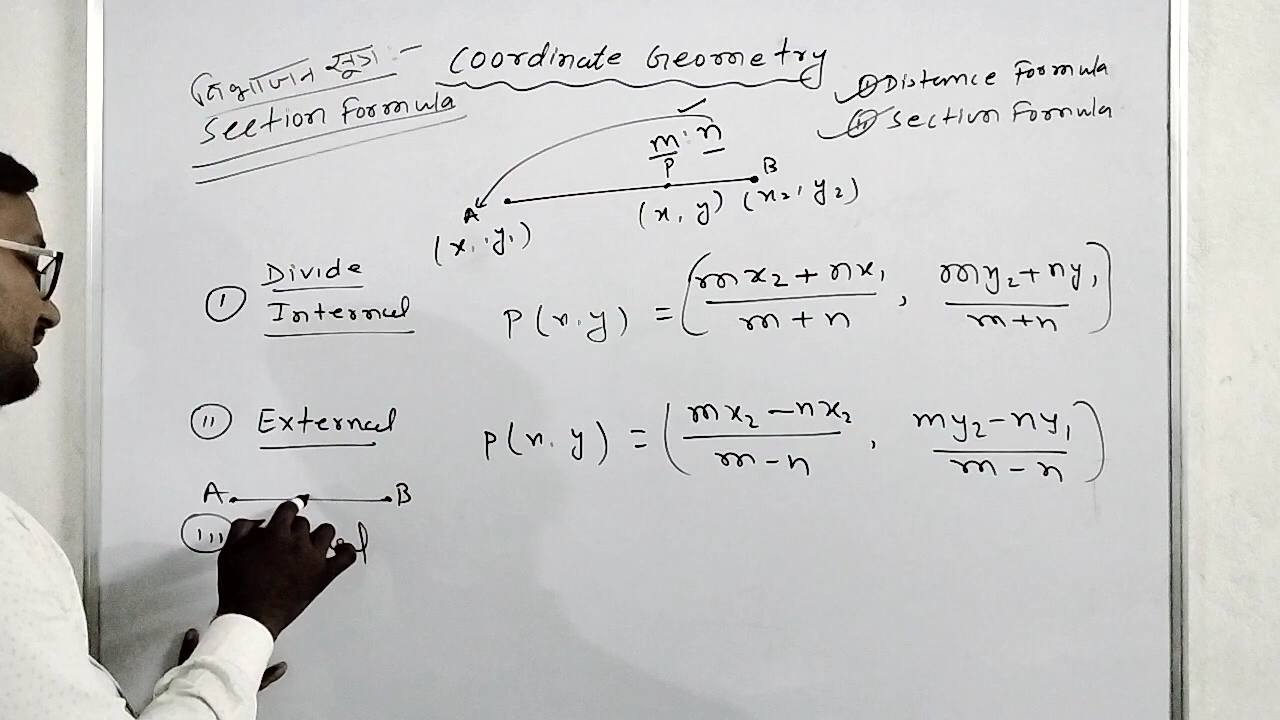 বিভাজন সূত্র :-
Coordinate Geometry
Section Formula
(i) Distance Formula
(ii) Section Formula
m : n
P
B
A
(x₁, y₁)
(x, y)
(x₂, y₂)
(I) Divide
Internal
P(x, y) = ((mx₂ + nx₁)/(m + n), (my₂ + ny₁)/(m + n))
(II) External
P(x, y) = ((mx₂ - nx₂)/(m - n), (my₂ - ny₁)/(m - n))
A B
(III)